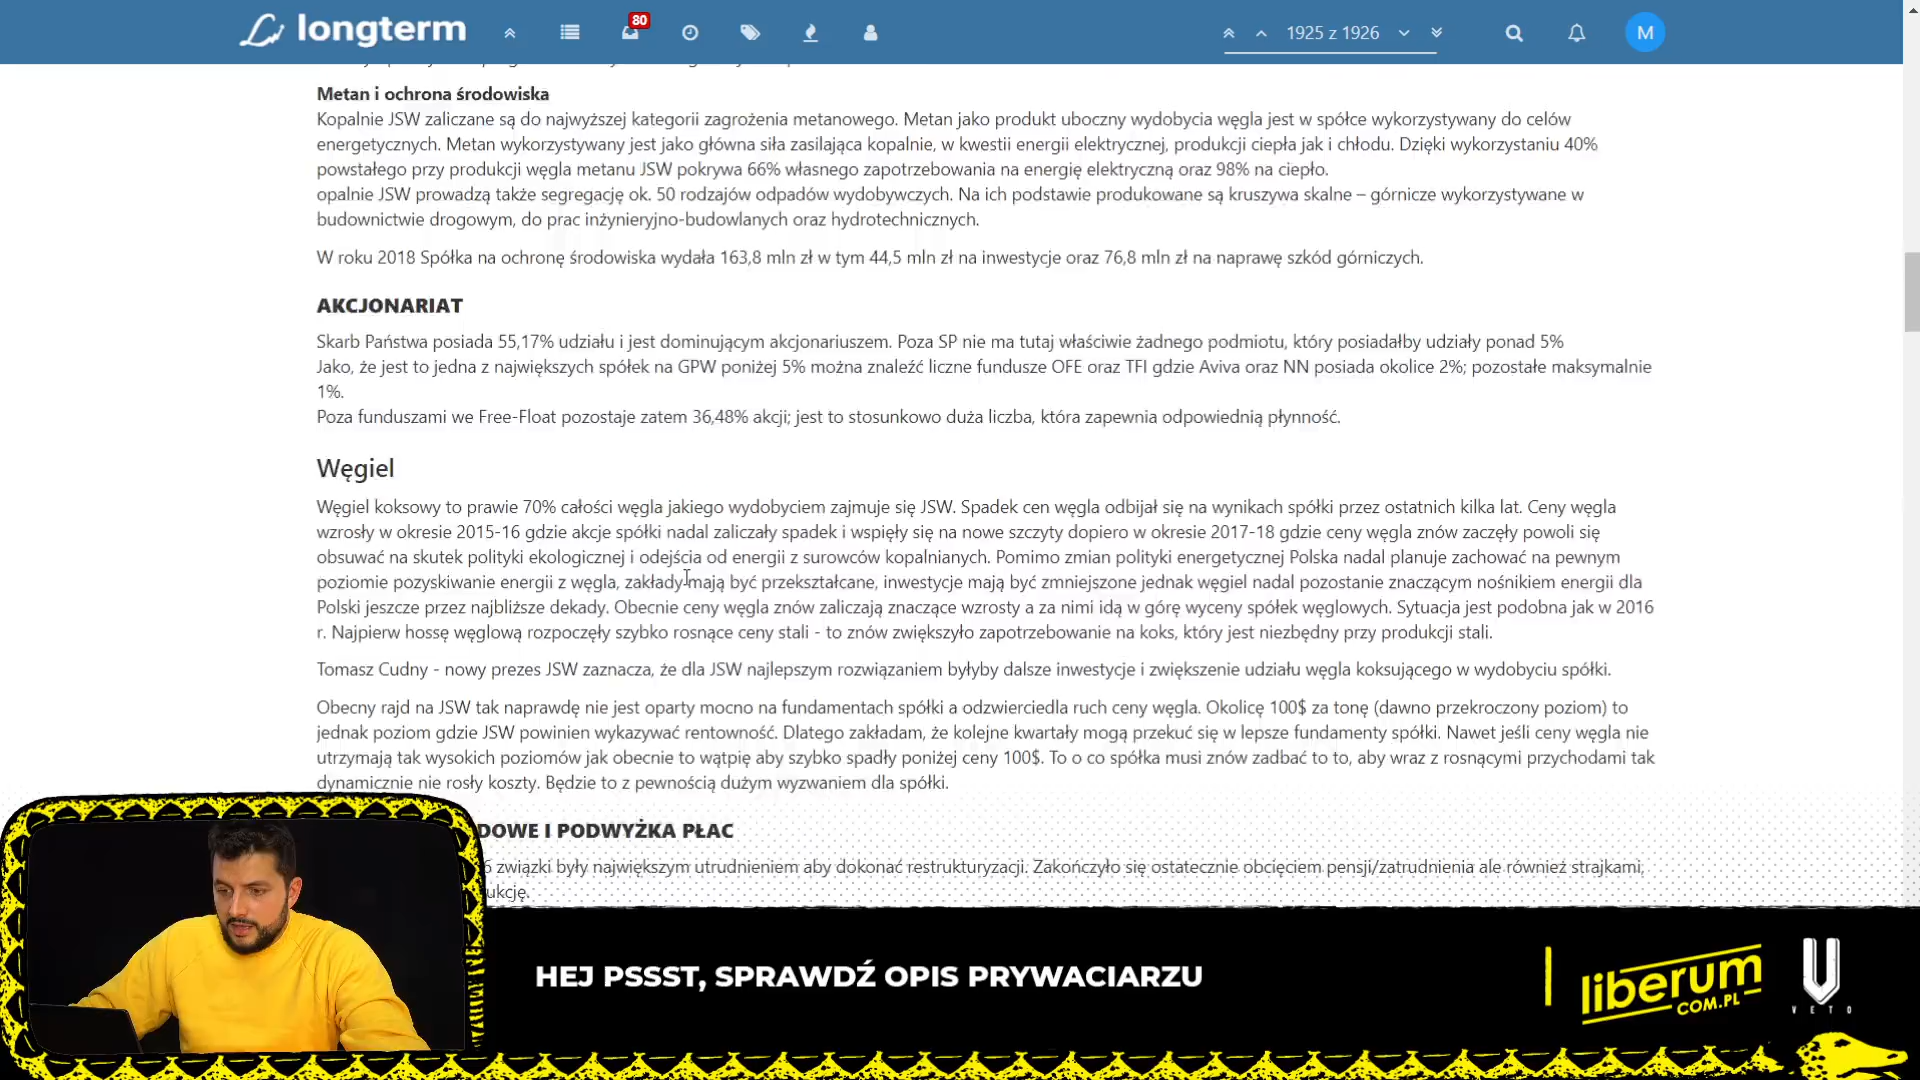 longterm
80
1925 z 1926
M
Metan i ochrona środowiska
Kopalnie JSW zaliczane są do najwyższej kategorii zagrożenia metanowego. Metan jako produkt uboczny wydobycia węgla jest w spółce wykorzystywany do celów
energetycznych. Metan wykorzystywany jest jako główna siła zasilająca kopalnie, w kwestii energii elektrycznej, produkcji ciepła jak i chłodu. Dzięki wykorzystaniu 40%
powstałego przy produkcji węgla metanu JSW pokrywa 66% własnego zapotrzebowania na energię elektryczną oraz 98% na ciepło.
opalnie JSW prowadzą także segregację ok. 50 rodzajów odpadów wydobywczych. Na ich podstawie produkowane są kruszywa skalne – górnicze wykorzystywane w
budownictwie drogowym, do prac inżynieryjno-budowlanych oraz hydrotechnicznych.
W roku 2018 Spółka na ochronę środowiska wydała 163,8 mln zł w tym 44,5 mln zł na inwestycje oraz 76,8 mln zł na naprawę szkód górniczych.
AKCJONARIAT
Skarb Państwa posiada 55,17% udziału i jest dominującym akcjonariuszem. Poza SP nie ma tutaj właściwie żadnego podmiotu, który posiadałby udziały ponad 5%
Jako, że jest to jedna z największych spółek na GPW poniżej 5% można znaleźć liczne fundusze OFE oraz TFI gdzie Aviva oraz NN posiada okolice 2%; pozostałe maksymalnie
1%.
Poza funduszami we Free-Float pozostaje zatem 36,48% akcji; jest to stosunkowo duża liczba, która zapewnia odpowiednią płynność.
Węgiel
Węgiel koksowy to prawie 70% całości węgla jakiego wydobyciem zajmuje się JSW. Spadek cen węgla odbijał się na wynikach spółki przez ostatnich kilka lat. Ceny węgla
wzrosły w okresie 2015-16 gdzie akcje spółki nadal zaliczały spadek i wspięły się na nowe szczyty dopiero w okresie 2017-18 gdzie ceny węgla znów zaczęły powoli się
obsuwać na skutek polityki ekologicznej i odejścia od energii z surowców kopalnianych. Pomimo zmian polityki energetycznej Polska nadal planuje zachować na pewnym
poziomie pozyskiwanie energii z węgla, zakłady mają być przekształcane, inwestycje mają być zmniejszone jednak węgiel nadal pozostanie znaczącym nośnikiem energii dla
Polski jeszcze przez najbliższe dekady. Obecnie ceny węgla znów zaliczają znaczące wzrosty a za nimi idą w górę wyceny spółek węglowych. Sytuacja jest podobna jak w 2016
r. Najpierw hossę węglową rozpoczęły szybko rosnące ceny stali - to znów zwiększyło zapotrzebowanie na koks, który jest niezbędny przy produkcji stali.
Tomasz Cudny - nowy prezes JSW zaznacza, że dla JSW najlepszym rozwiązaniem byłyby dalsze inwestycje i zwiększenie udziału węgla koksującego w wydobyciu spółki.
Obecny rajd na JSW tak naprawdę nie jest oparty mocno na fundamentach spółki a odzwierciedla ruch ceny węgla. Okolicę 100$ za tonę (dawno przekroczony poziom) to
jednak poziom gdzie JSW powinien wykazywać rentowność. Dlatego zakładam, że kolejne kwartały mogą przekuć się w lepsze fundamenty spółki. Nawet jeśli ceny węgla nie
utrzymają tak wysokich poziomów jak obecnie to wątpię aby szybko spadły poniżej ceny 100$. To o co spółka musi znów zadbać to to, aby wraz z rosnącymi przychodami tak
dynamicznie nie rosły koszty. Będzie to z pewnością dużym wyzwaniem dla spółki.
DOWE I PODWYŻKA PŁAC
związki były największym utrudnieniem aby dokonać restrukturyzacji. Zakończyło się ostatecznie obcięciem pensji/zatrudnienia ale również strajkami,
ukcję.
HEJ PSSST, SPRAWDŹ OPIS PRYWACIARZU
liberum
COM.PL
VETO